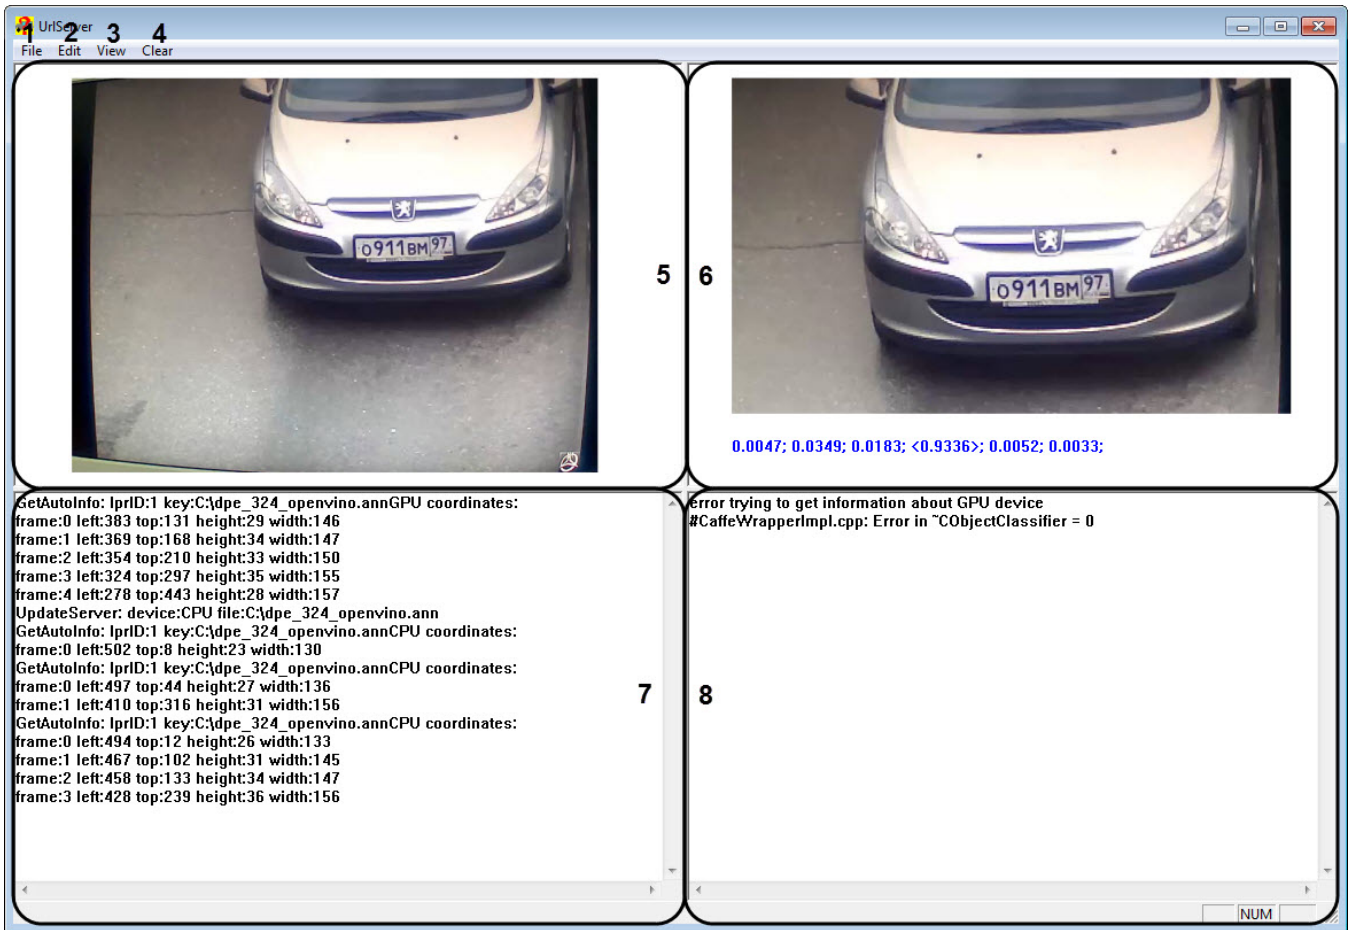 UrlServer
1 2 3 4
File Edit View Clear
О911ВМ 97
5
О911ВМ 97
6
0.0047; 0.0349; 0.0183; <0.9336>; 0.0052; 0.0033;
GetAutoInfo: lprID:1 key:C:\dpe_324_openvino.annGPU coordinates:
frame:0 left:383 top:131 height:29 width:146
frame:1 left:369 top:168 height:34 width:147
frame:2 left:354 top:210 height:33 width:150
frame:3 left:324 top:297 height:35 width:155
frame:4 left:278 top:443 height:28 width:157
UpdateServer: device:CPU file:C:\dpe_324_openvino.ann
GetAutoInfo: lprID:1 key:C:\dpe_324_openvino.annCPU coordinates:
frame:0 left:502 top:8 height:23 width:130
GetAutoInfo: lprID:1 key:C:\dpe_324_openvino.annCPU coordinates:
frame:0 left:497 top:44 height:27 width:136
frame:1 left:410 top:316 height:31 width:156
GetAutoInfo: lprID:1 key:C:\dpe_324_openvino.annCPU coordinates:
frame:0 left:494 top:12 height:26 width:133
frame:1 left:467 top:102 height:31 width:145
frame:2 left:458 top:133 height:34 width:147
frame:3 left:428 top:239 height:36 width:156
7
error trying to get information about GPU device
#CaffeWrapperImpl.cpp: Error in ~CObjectClassifier = 0
8
NUM